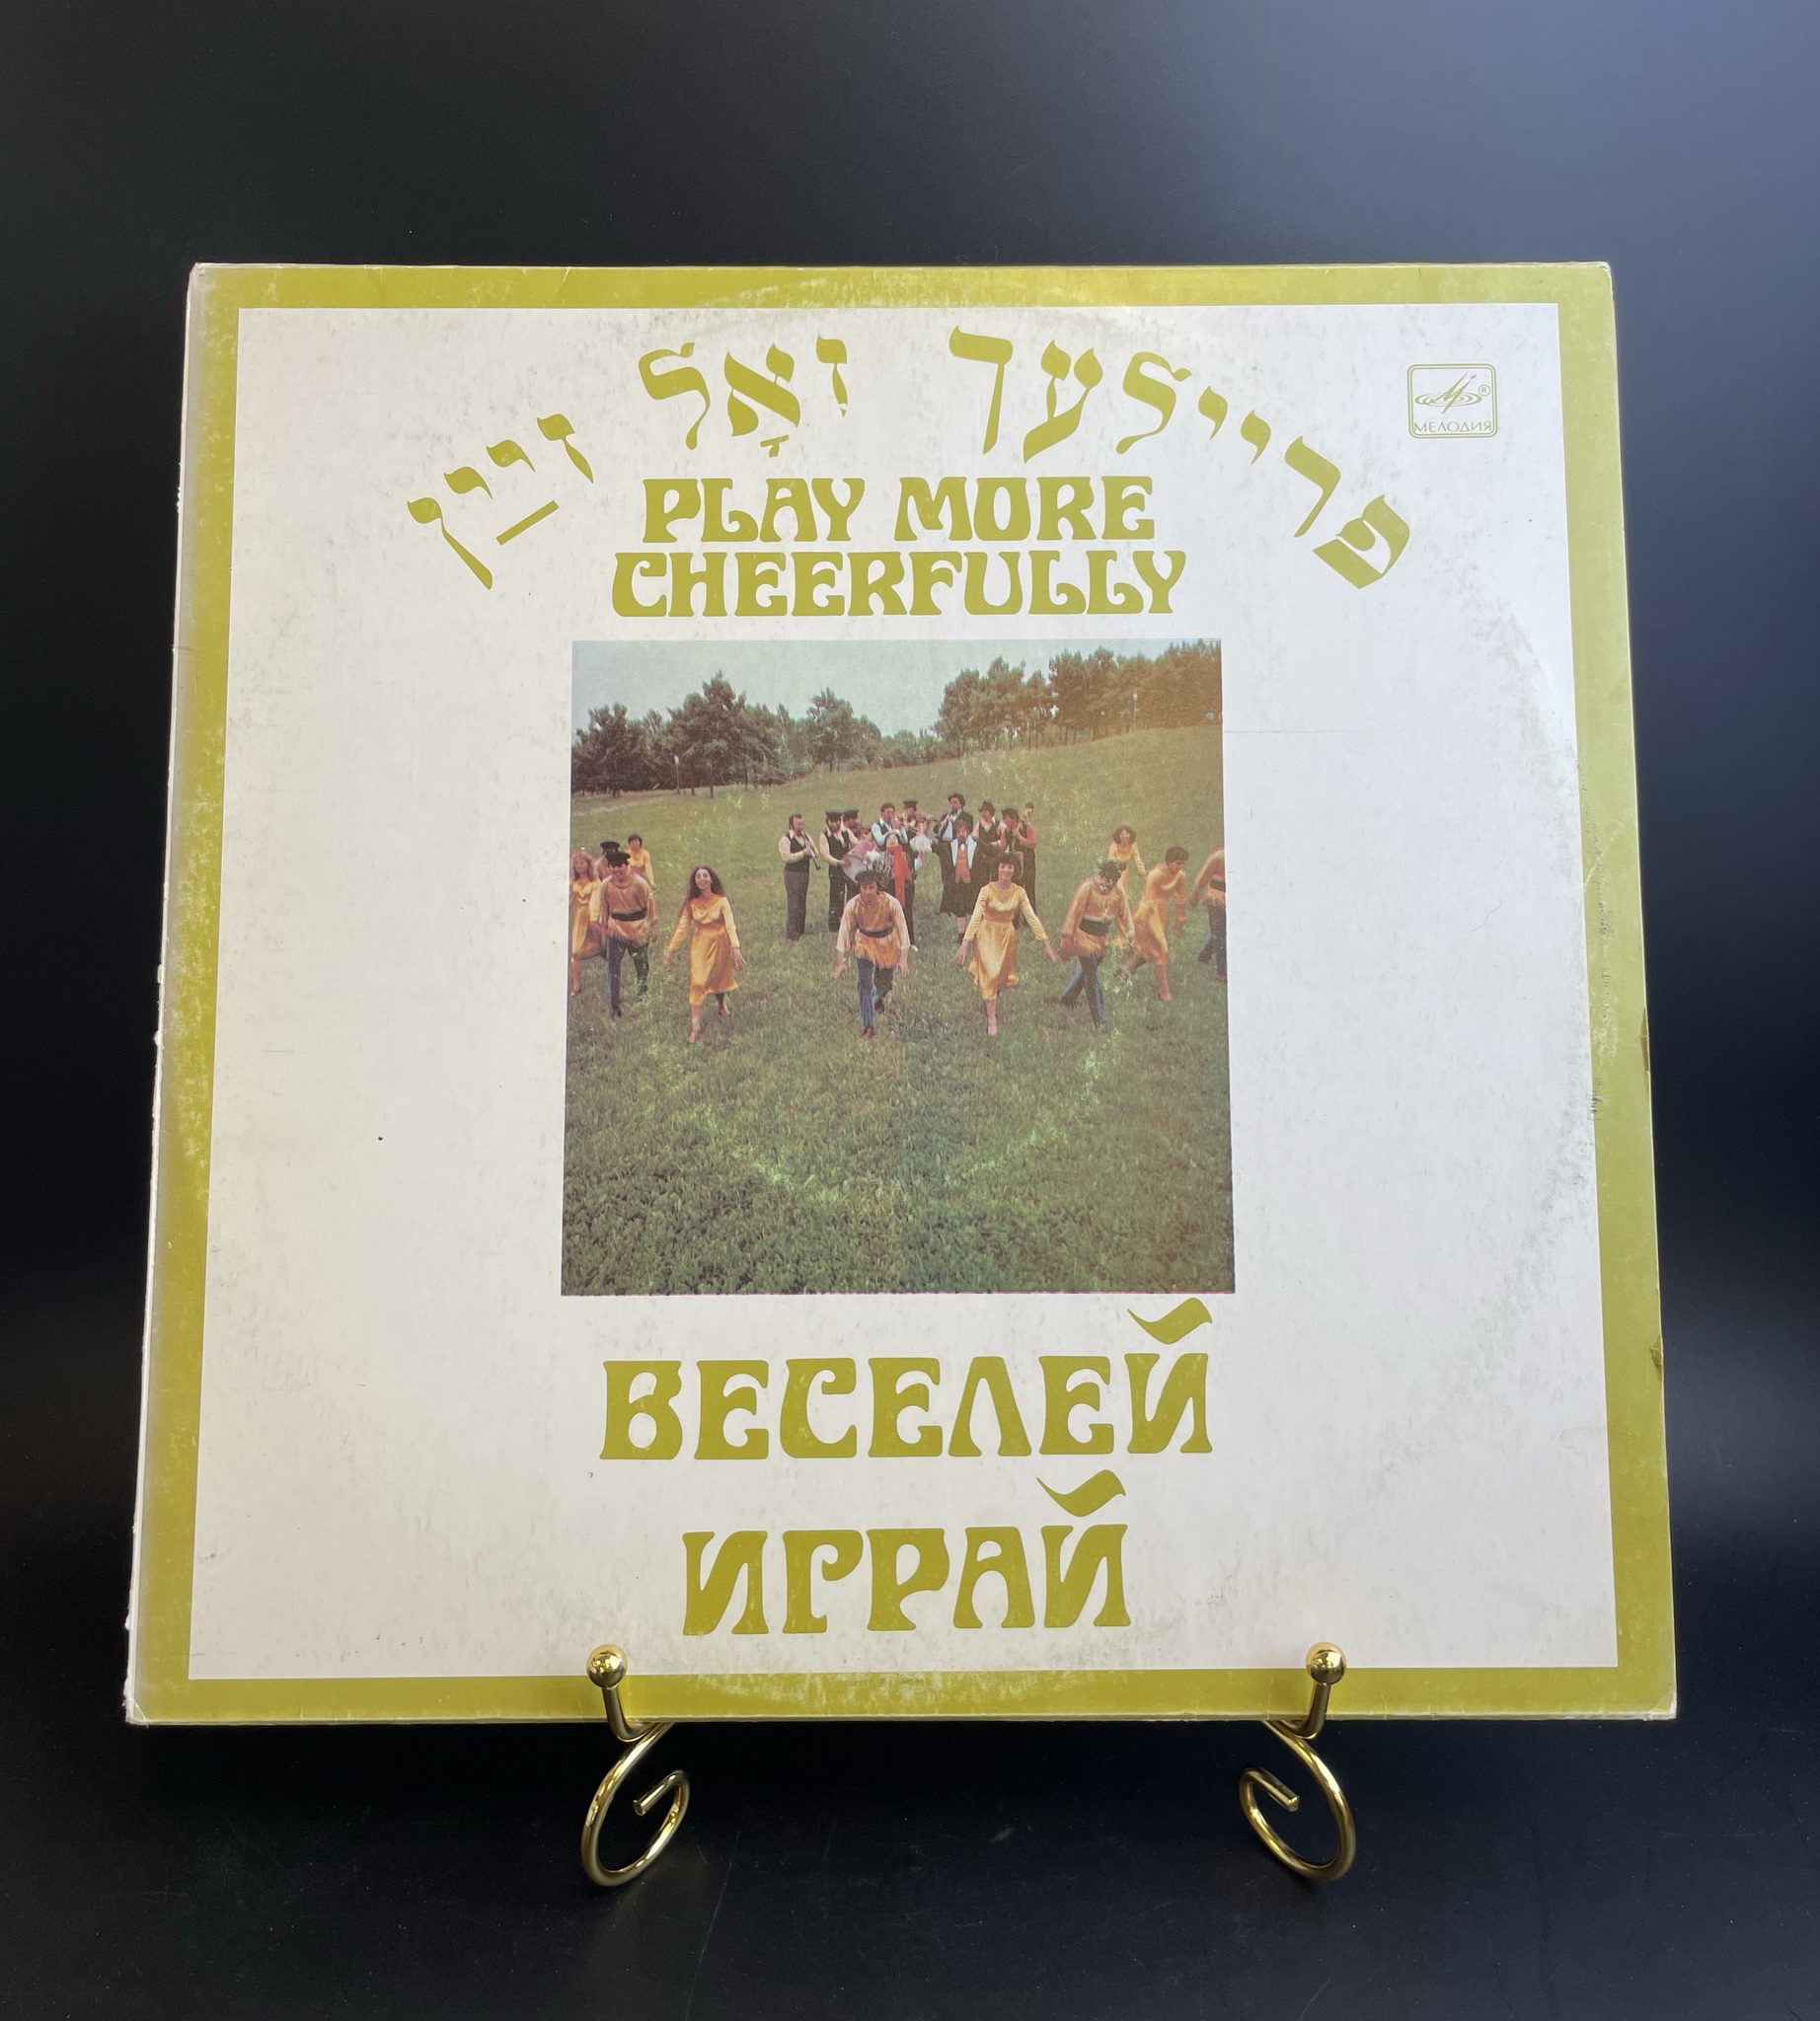 פֿריילעך זאָל זײַן
PLAY MORE
CHEERFULLY
МЕЛОДИЯ
ВЕСЕЛЕЙ
ИГРАЙ